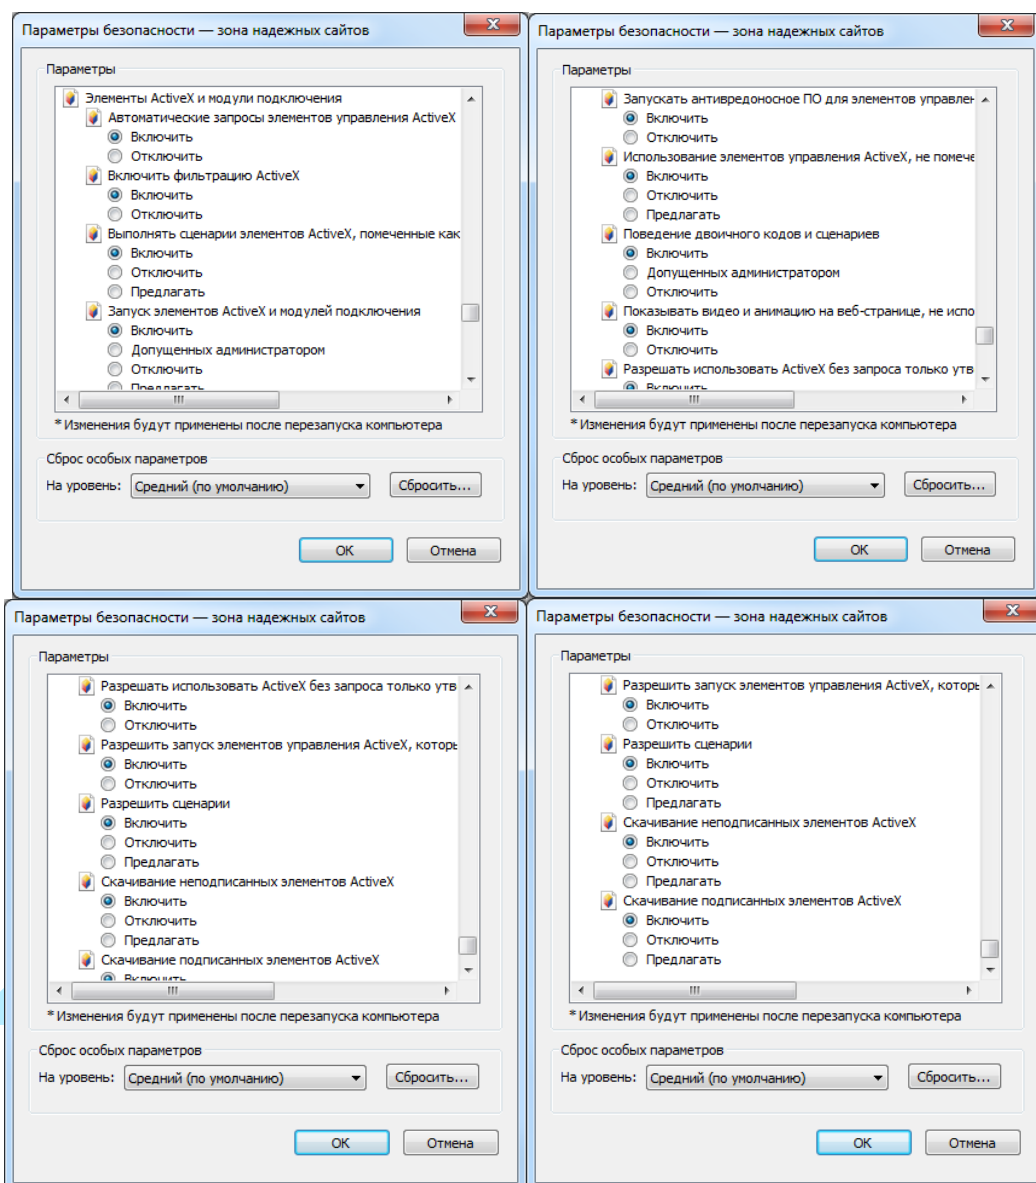 Параметры безопасности — зона надежных сайтов
Параметры
Элементы ActiveX и модули подключения
Автоматические запросы элементов управления ActiveX
Включить
Отключить
Включить фильтрацию ActiveX
Включить
Отключить
Выполнять сценарии элементов ActiveX, помеченные как
Включить
Отключить
Предлагать
Запуск элементов ActiveX и модулей подключения
Включить
Допущенных администратором
Отключить
Предлагать
* Изменения будут применены после перезапуска компьютера
Сброс особых параметров
На уровень: Средний (по умолчанию) Сбросить...
ОК Отмена
Параметры безопасности — зона надежных сайтов
Параметры
Запускать антивредоносное ПО для элементов управлен
Включить
Отключить
Использование элементов управления ActiveX, не помече
Включить
Отключить
Предлагать
Поведение двоичного кодов и сценариев
Включить
Допущенных администратором
Отключить
Показывать видео и анимацию на веб-странице, не испо
Включить
Отключить
Разрешать использовать ActiveX без запроса только утв
Включить
* Изменения будут применены после перезапуска компьютера
Сброс особых параметров
На уровень: Средний (по умолчанию) Сбросить...
ОК Отмена
Параметры безопасности — зона надежных сайтов
Параметры
Разрешать использовать ActiveX без запроса только утв
Включить
Отключить
Разрешить запуск элементов управления ActiveX, которь
Включить
Отключить
Разрешить сценарии
Включить
Отключить
Предлагать
Скачивание неподписанных элементов ActiveX
Включить
Отключить
Предлагать
Скачивание подписанных элементов ActiveX
Включить
* Изменения будут применены после перезапуска компьютера
Сброс особых параметров
На уровень: Средний (по умолчанию) Сбросить...
ОК Отмена
Параметры безопасности — зона надежных сайтов
Параметры
Разрешить запуск элементов управления ActiveX, которь
Включить
Отключить
Разрешить сценарии
Включить
Отключить
Предлагать
Скачивание неподписанных элементов ActiveX
Включить
Отключить
Предлагать
Скачивание подписанных элементов ActiveX
Включить
Отключить
Предлагать
* Изменения будут применены после перезапуска компьютера
Сброс особых параметров
На уровень: Средний (по умолчанию) Сбросить...
ОК Отмена